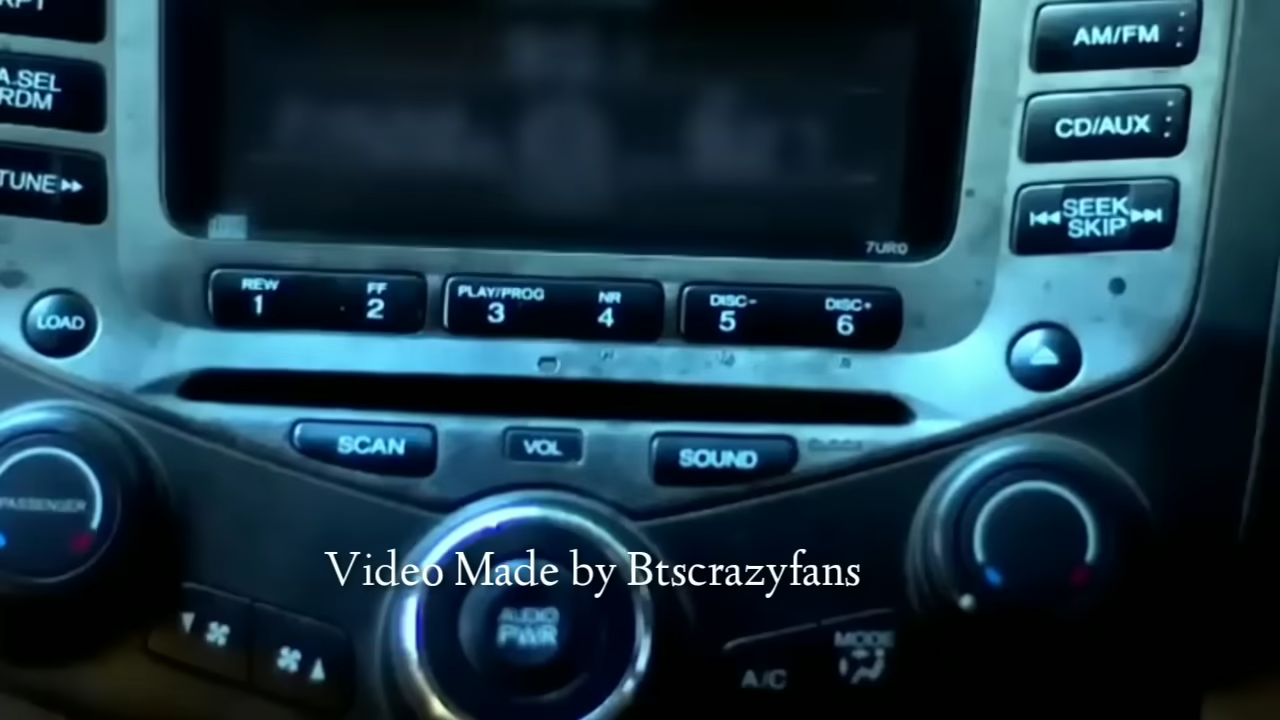 RPT
A.SEL
RDM
TUNE
AM/FM
CD/AUX
SEEK
SKIP
7UR0
REW
1
FF
2
PLAY/PROG
3
NR
4
DISC-
5
DISC+
6
LOAD
SCAN
VOL
SOUND
PASSENGER
Video Made by Btscrazyfans
AUDIO
PWR
MODE
A/C